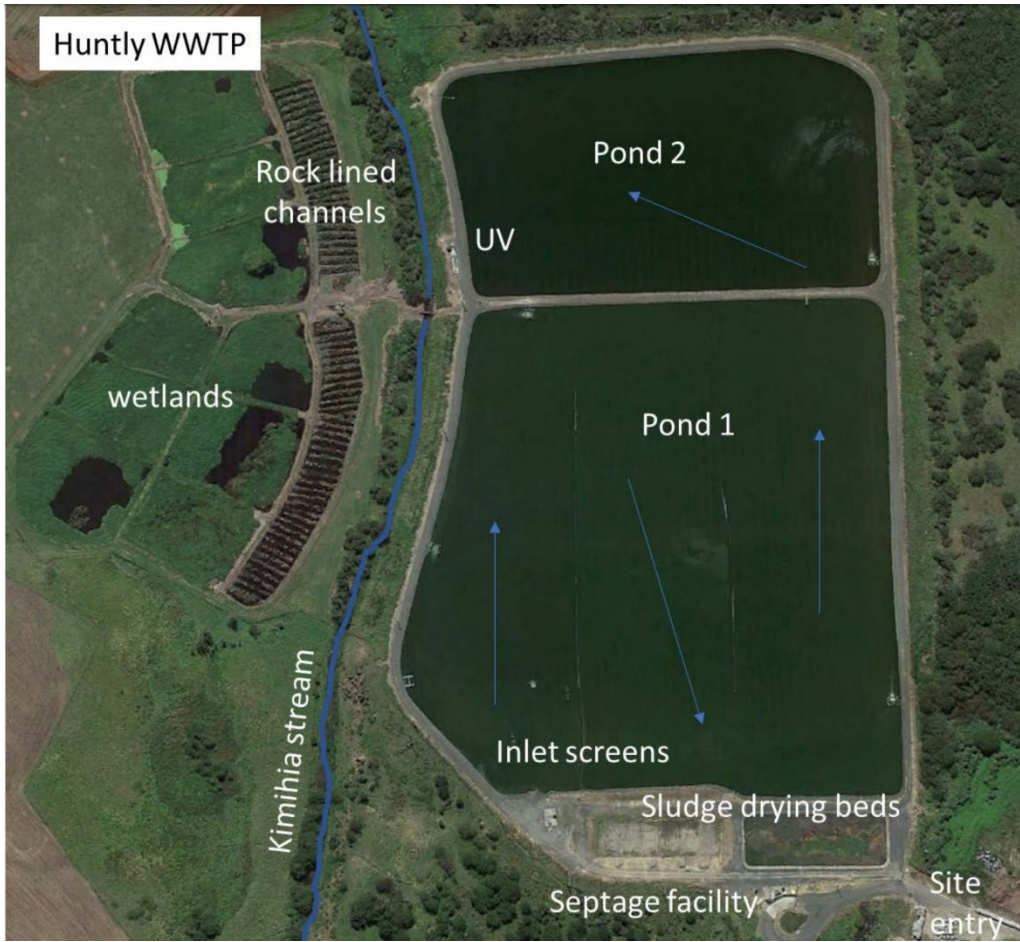 Huntly WWTP
Pond 2
Rock lined
channels
UV
wetlands
Pond 1
Kimihia stream
Inlet screens
Sludge drying beds
Septage facility
Site
entry